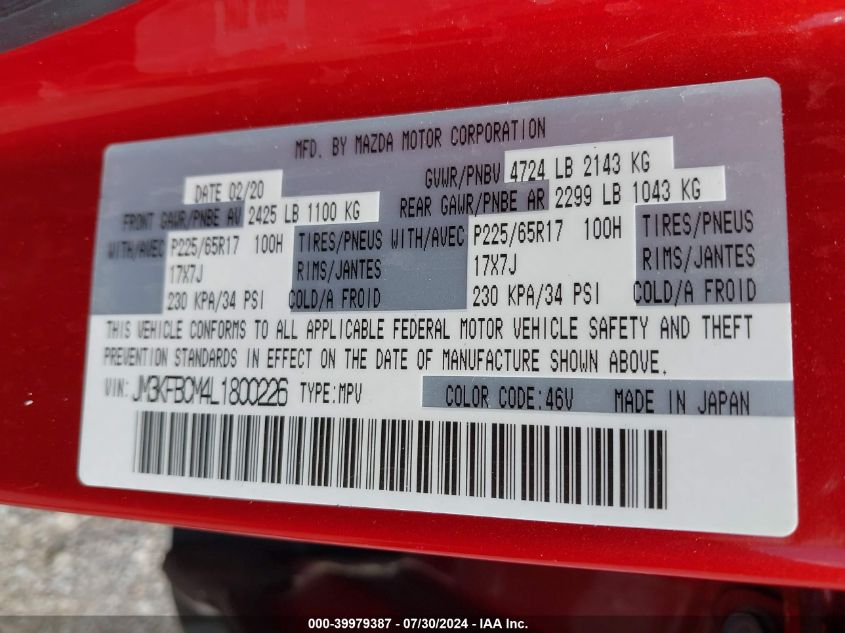 MFD. BY MAZDA MOTOR CORPORATION
DATE 02/20 GVWR/PNBV 4724 LB 2143 KG
FRONT GAWR/PNBE AV 2425 LB 1100 KG REAR GAWR/PNBE AR 2299 LB 1043 KG
WITH/AVEC P225/65R17 100H TIRES/PNEUS WITH/AVEC P225/65R17 100H TIRES/PNEUS
17X7J RIMS/JANTES 17X7J RIMS/JANTES
230 KPA/34 PSI COLD/A FROID 230 KPA/34 PSI COLD/A FROID
THIS VEHICLE CONFORMS TO ALL APPLICABLE FEDERAL MOTOR VEHICLE SAFETY AND THEFT
PREVENTION STANDARDS IN EFFECT ON THE DATE OF MANUFACTURE SHOWN ABOVE.
VIN: JM3KFBCM4L1800226 TYPE:MPV COLOR CODE:46V MADE IN JAPAN
000-39979387 / 07/30/2024 - IAA Inc.